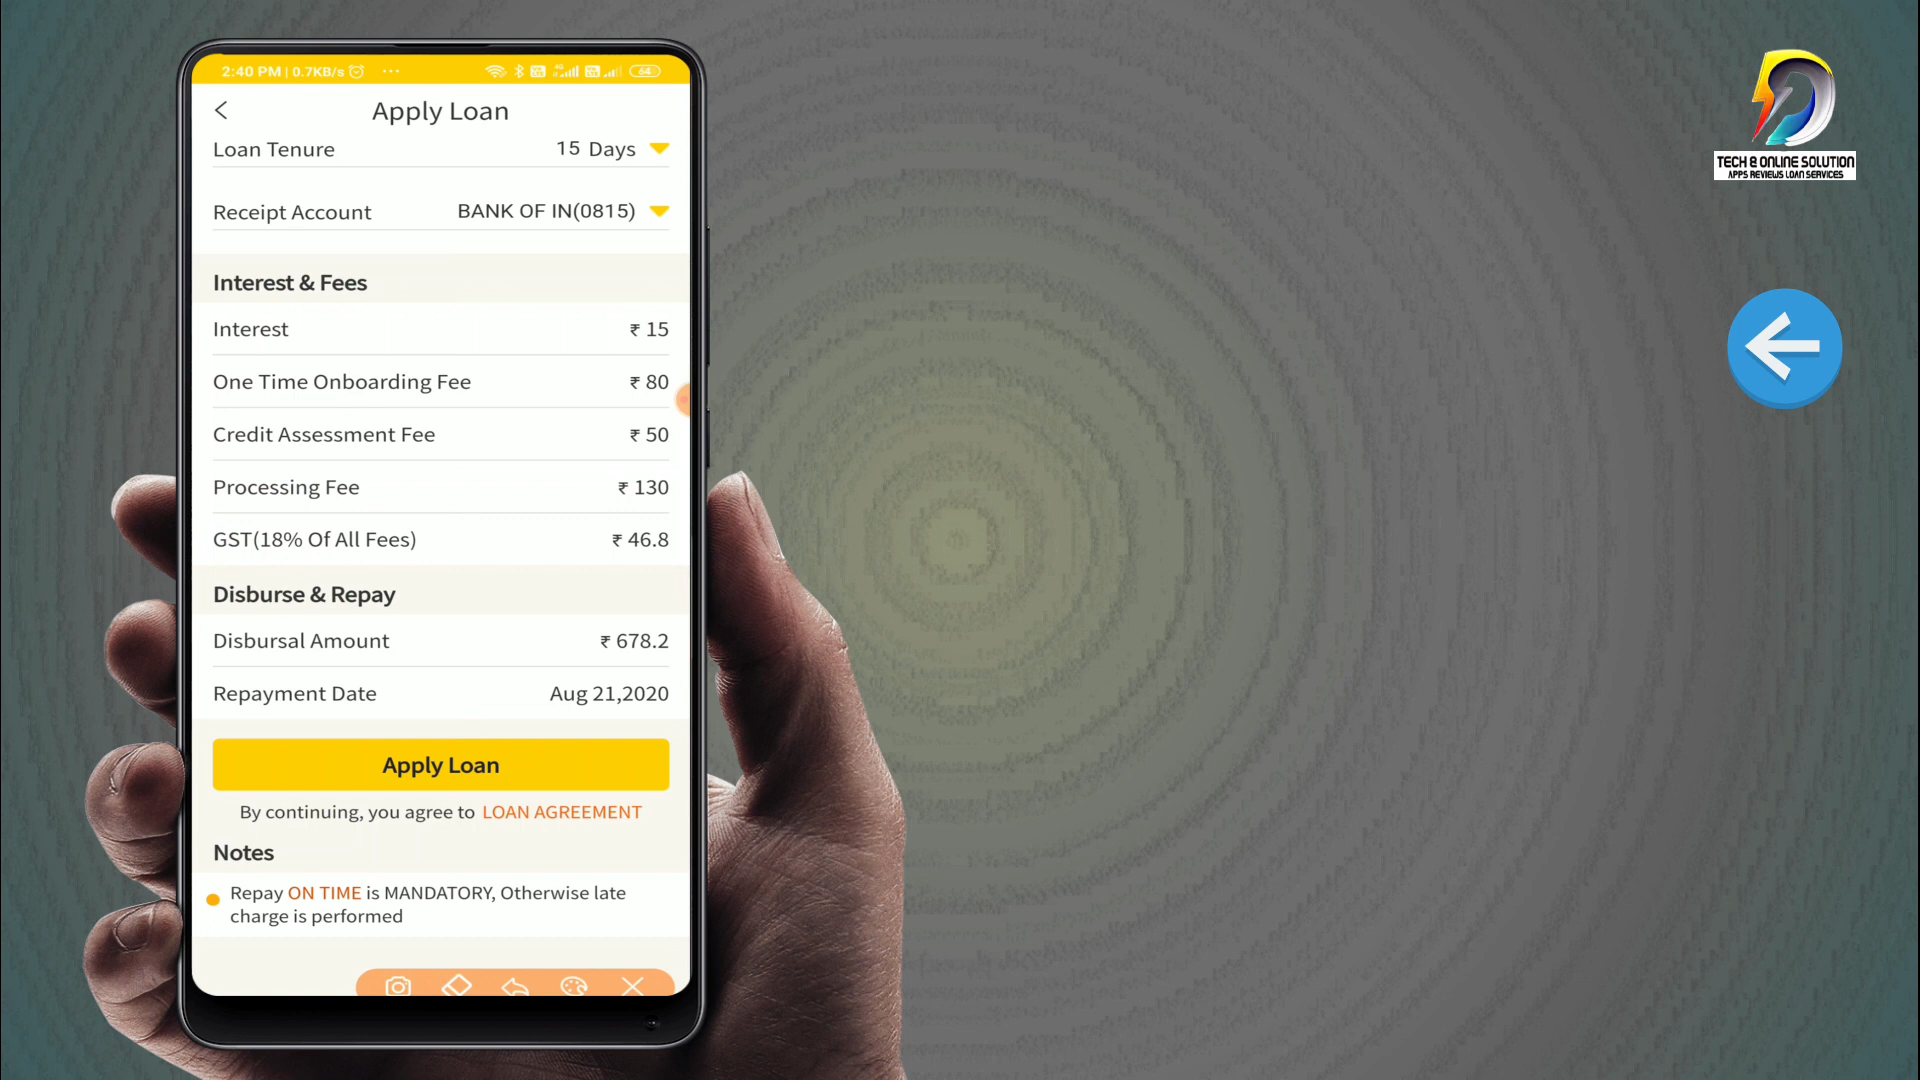 2:40 PM | 0.7KB/s
64
Apply Loan
Loan Tenure 15 Days
Receipt Account BANK OF IN(0815)
Interest & Fees
Interest ₹ 15
One Time Onboarding Fee ₹ 80
Credit Assessment Fee ₹ 50
Processing Fee ₹ 130
GST(18% Of All Fees) ₹ 46.8
Disburse & Repay
Disbursal Amount ₹ 678.2
Repayment Date Aug 21,2020
Apply Loan
By continuing, you agree to LOAN AGREEMENT
Notes
Repay ON TIME is MANDATORY, Otherwise late
charge is performed
TECH & ONLINE SOLUTION
APPS REVIEWS LOAN SERVICES